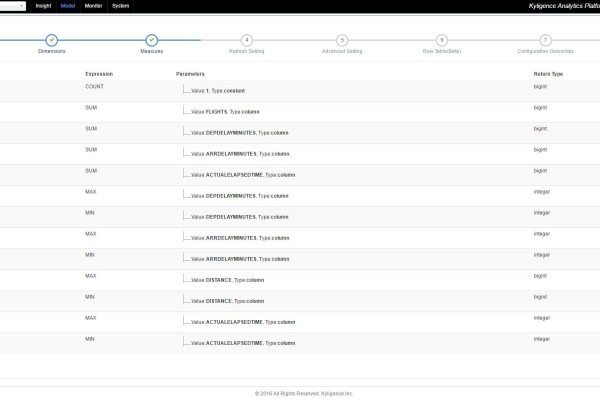 Insight Model Monitor System Kyligence Analytics Platfo
4 5 6 7
Dimensions Measures Refresh Setting Advanced Setting Raw Table(Beta) Configuration Overwrites
Expression Parameters Return Type
COUNT Value:1, Type:constant bigint
SUM Value:FLIGHTS, Type:column bigint
SUM Value:DEPDELAYMINUTES, Type:column bigint
SUM Value:ARRDELAYMINUTES, Type:column bigint
SUM Value:ACTUALELAPSEDTIME, Type:column bigint
MAX Value:DEPDELAYMINUTES, Type:column integer
MIN Value:DEPDELAYMINUTES, Type:column integer
MAX Value:ARRDELAYMINUTES, Type:column integer
MIN Value:ARRDELAYMINUTES, Type:column integer
MAX Value:DISTANCE, Type:column bigint
MIN Value:DISTANCE, Type:column bigint
MAX Value:ACTUALELAPSEDTIME, Type:column integer
MIN Value:ACTUALELAPSEDTIME, Type:column integer
© 2016 All Rights Reserved. Kyligence Inc.